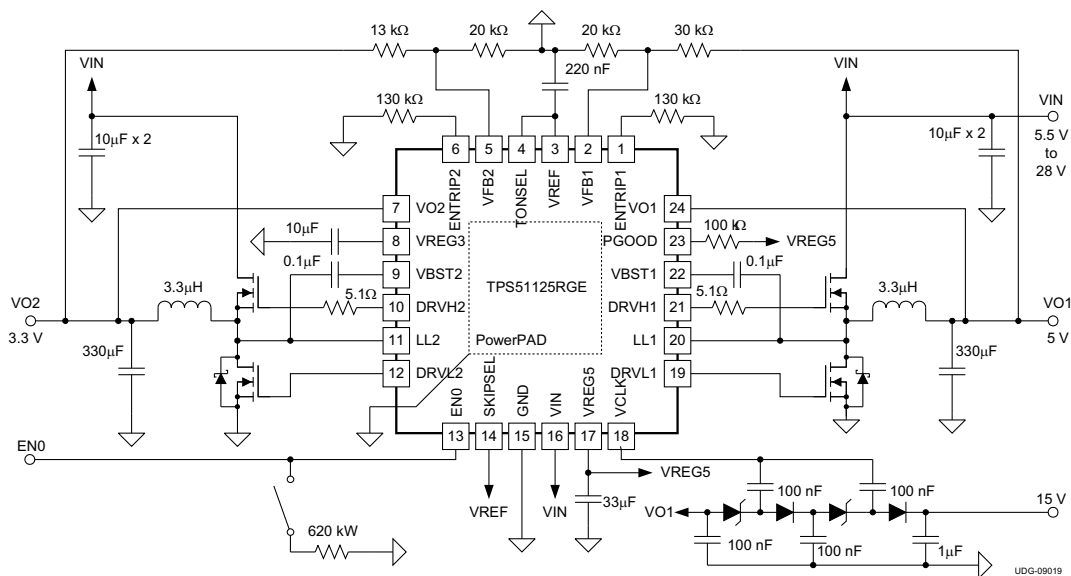 13 kΩ
20 kΩ
20 kΩ
30 kΩ
VIN
220 nF
VIN
130 kΩ
130 kΩ
VIN
5.5 V
to
28 V
10μF x 2
10μF x 2
6
5
4
3
2
1
ENTRIP2
VFB2
TONSEL
VREF
VFB1
ENTRIP1
7
VO2
VO1
24
100 kΩ
10μF
8
VREG3
PGOOD
23
VREG5
0.1μF
9
VBST2
VBST1
22
0.1μF
TPS51125RGE
3.3μH
5.1Ω
10
DRVH2
DRVH1
21
5.1Ω
3.3μH
VO2
3.3 V
VO1
5 V
330μF
11
LL2
PowerPAD
LL1
20
330μF
12
DRVL2
DRVL1
19
EN0
SKIPSEL
GND
VIN
VREG5
VCLK
13
14
15
16
17
18
EN0
VREG5
33μF
VREF
VIN
100 nF
100 nF
VO1
15 V
620 kW
100 nF
100 nF
1μF
UDG-09019